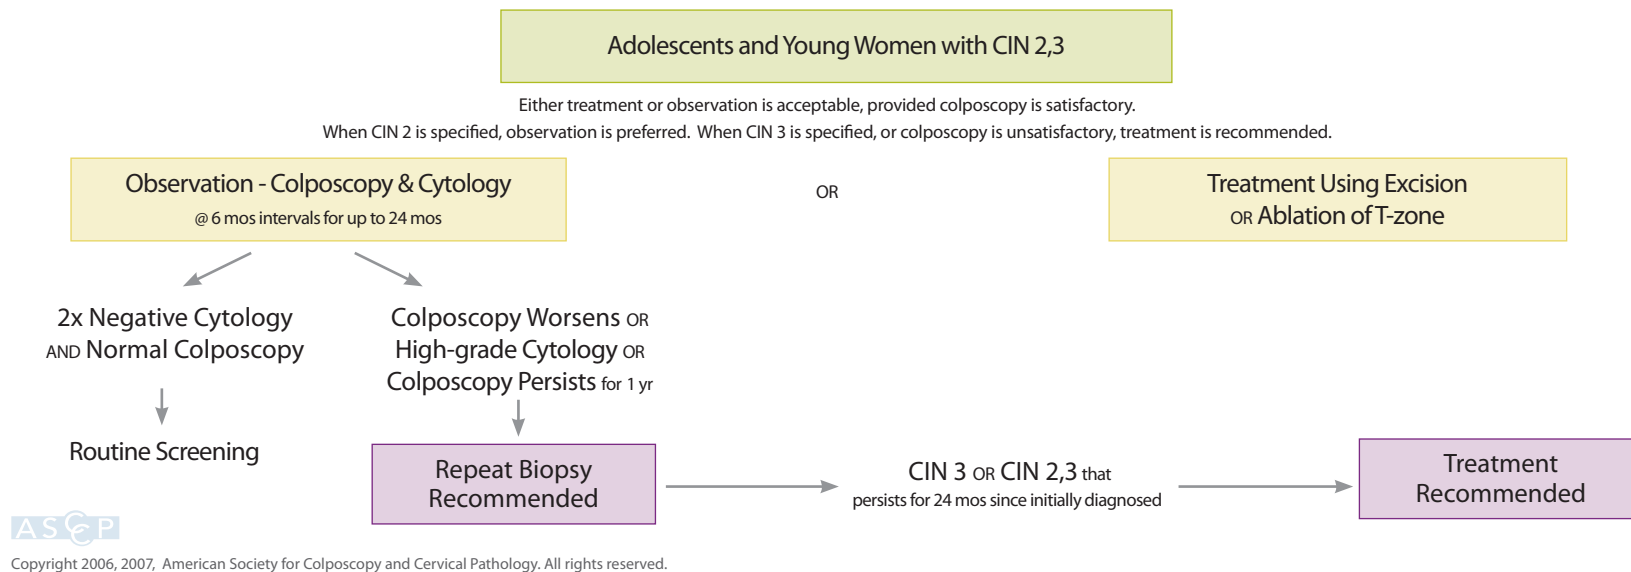 Adolescents and Young Women with CIN 2,3
Either treatment or observation is acceptable, provided colposcopy is satisfactory.
When CIN 2 is specified, observation is preferred. When CIN 3 is specified, or colposcopy is unsatisfactory, treatment is recommended.
Observation - Colposcopy & Cytology
@ 6 mos intervals for up to 24 mos
OR
Treatment Using Excision
OR Ablation of T-zone
2x Negative Cytology
AND Normal Colposcopy
Colposcopy Worsens OR
High-grade Cytology OR
Colposcopy Persists for 1 yr
Routine Screening
Repeat Biopsy
Recommended
CIN 3 OR CIN 2,3 that
persists for 24 mos since initially diagnosed
Treatment
Recommended
ASCCP
Copyright 2006, 2007, American Society for Colposcopy and Cervical Pathology. All rights reserved.